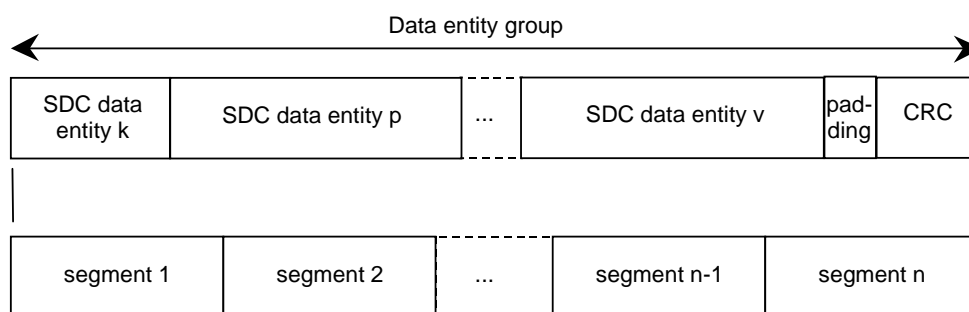 Data entity group
SDC data
entity k
SDC data entity p
...
SDC data entity v
pad-
ding
CRC
segment 1
segment 2
...
segment n-1
segment n